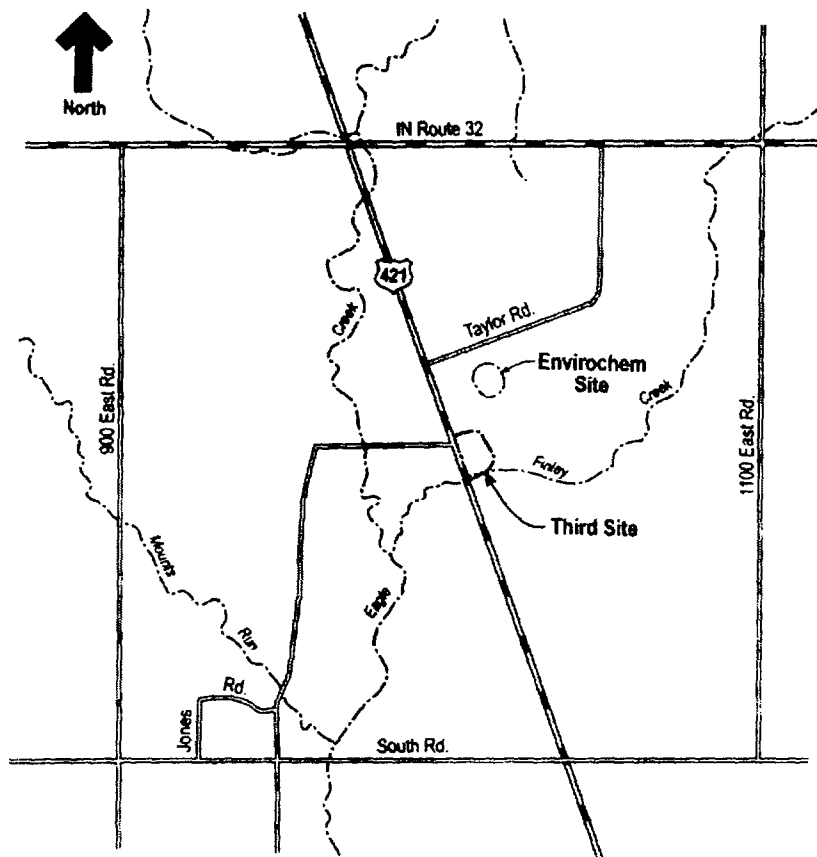 North
IN Route 32
421
Creek
Taylor Rd.
Envirochem
Site
Creek
900 East Rd.
1100 East Rd.
Finley
Third Site
Mounts
Run
Eagle
Rd.
Jones
South Rd.